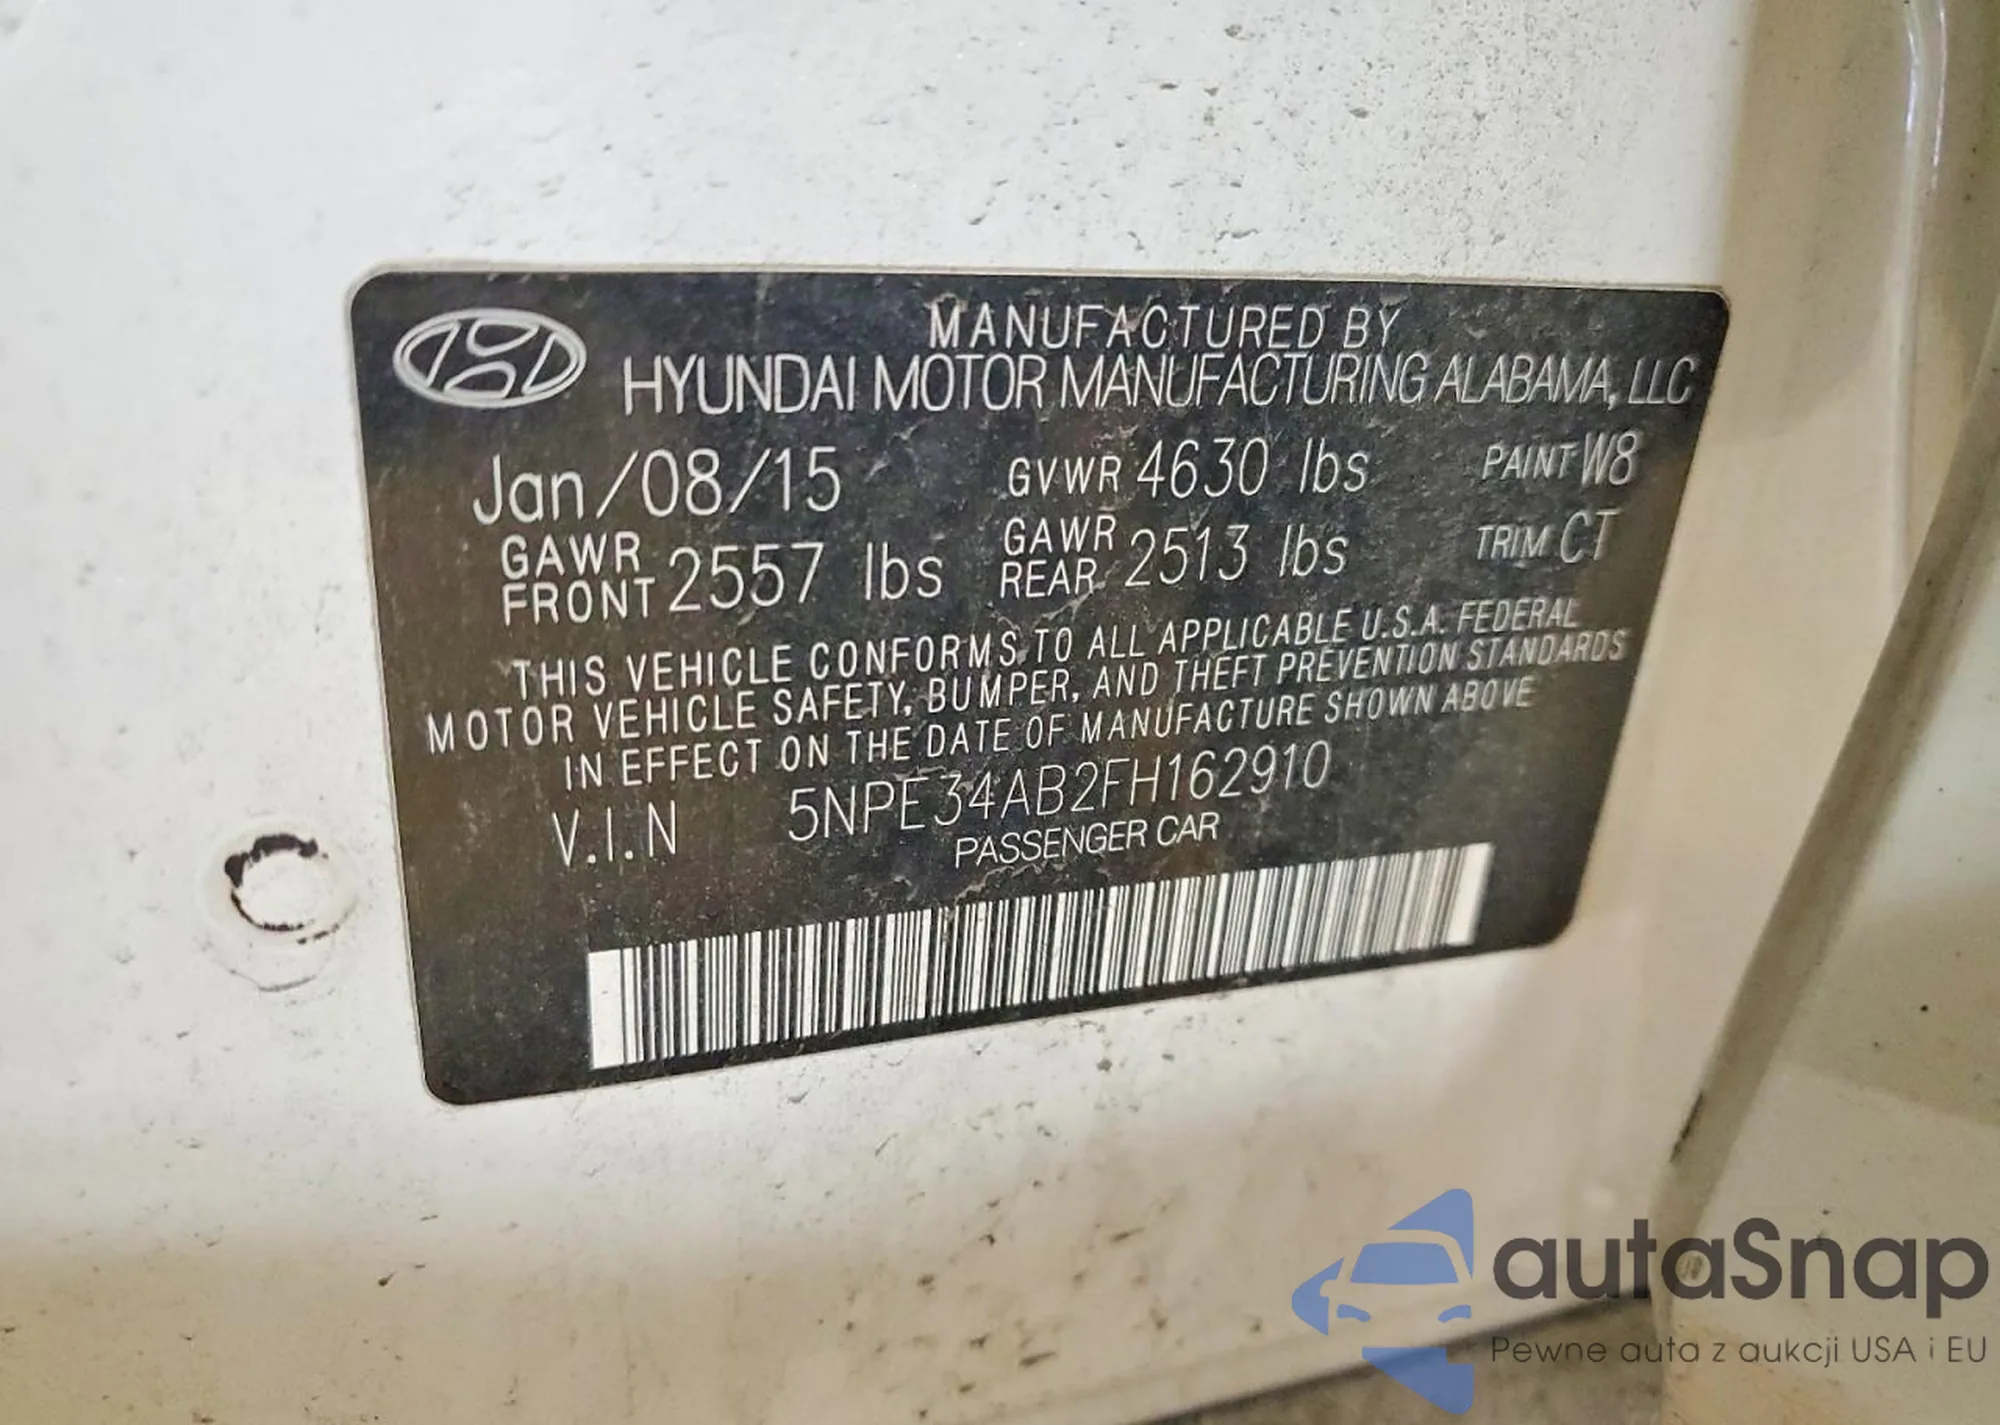 MANUFACTURED BY
HYUNDAI MOTOR MANUFACTURING ALABAMA, LLC
Jan/08/15 GVWR 4630 lbs PAINT W8
GAWR FRONT 2557 lbs GAWR REAR 2513 lbs TRIM CT
THIS VEHICLE CONFORMS TO ALL APPLICABLE U.S.A. FEDERAL
MOTOR VEHICLE SAFETY, BUMPER, AND THEFT PREVENTION STANDARDS
IN EFFECT ON THE DATE OF MANUFACTURE SHOWN ABOVE
V.I.N 5NPE34AB2FH162910
PASSENGER CAR
autaSnap
Pewne auta z aukcji USA i EU